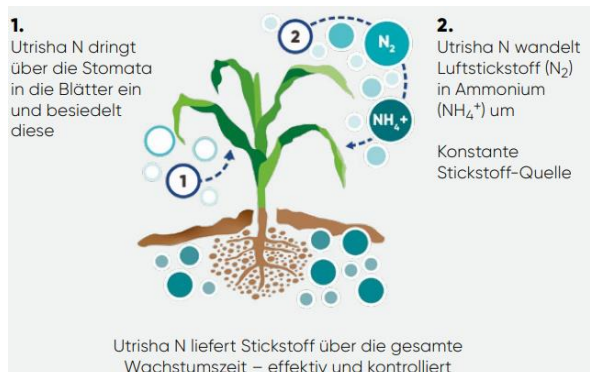 1.
Utrisha N dringt
über die Stomata
in die Blätter ein
und besiedelt
diese
2
N₂
NH₄+
1
2.
Utrisha N wandelt
Luftstickstoff (N₂)
in Ammonium
(NH₄⁺) um
Konstante
Stickstoff-Quelle
Utrisha N liefert Stickstoff über die gesamte
Wachstumszeit – effektiv und kontrolliert